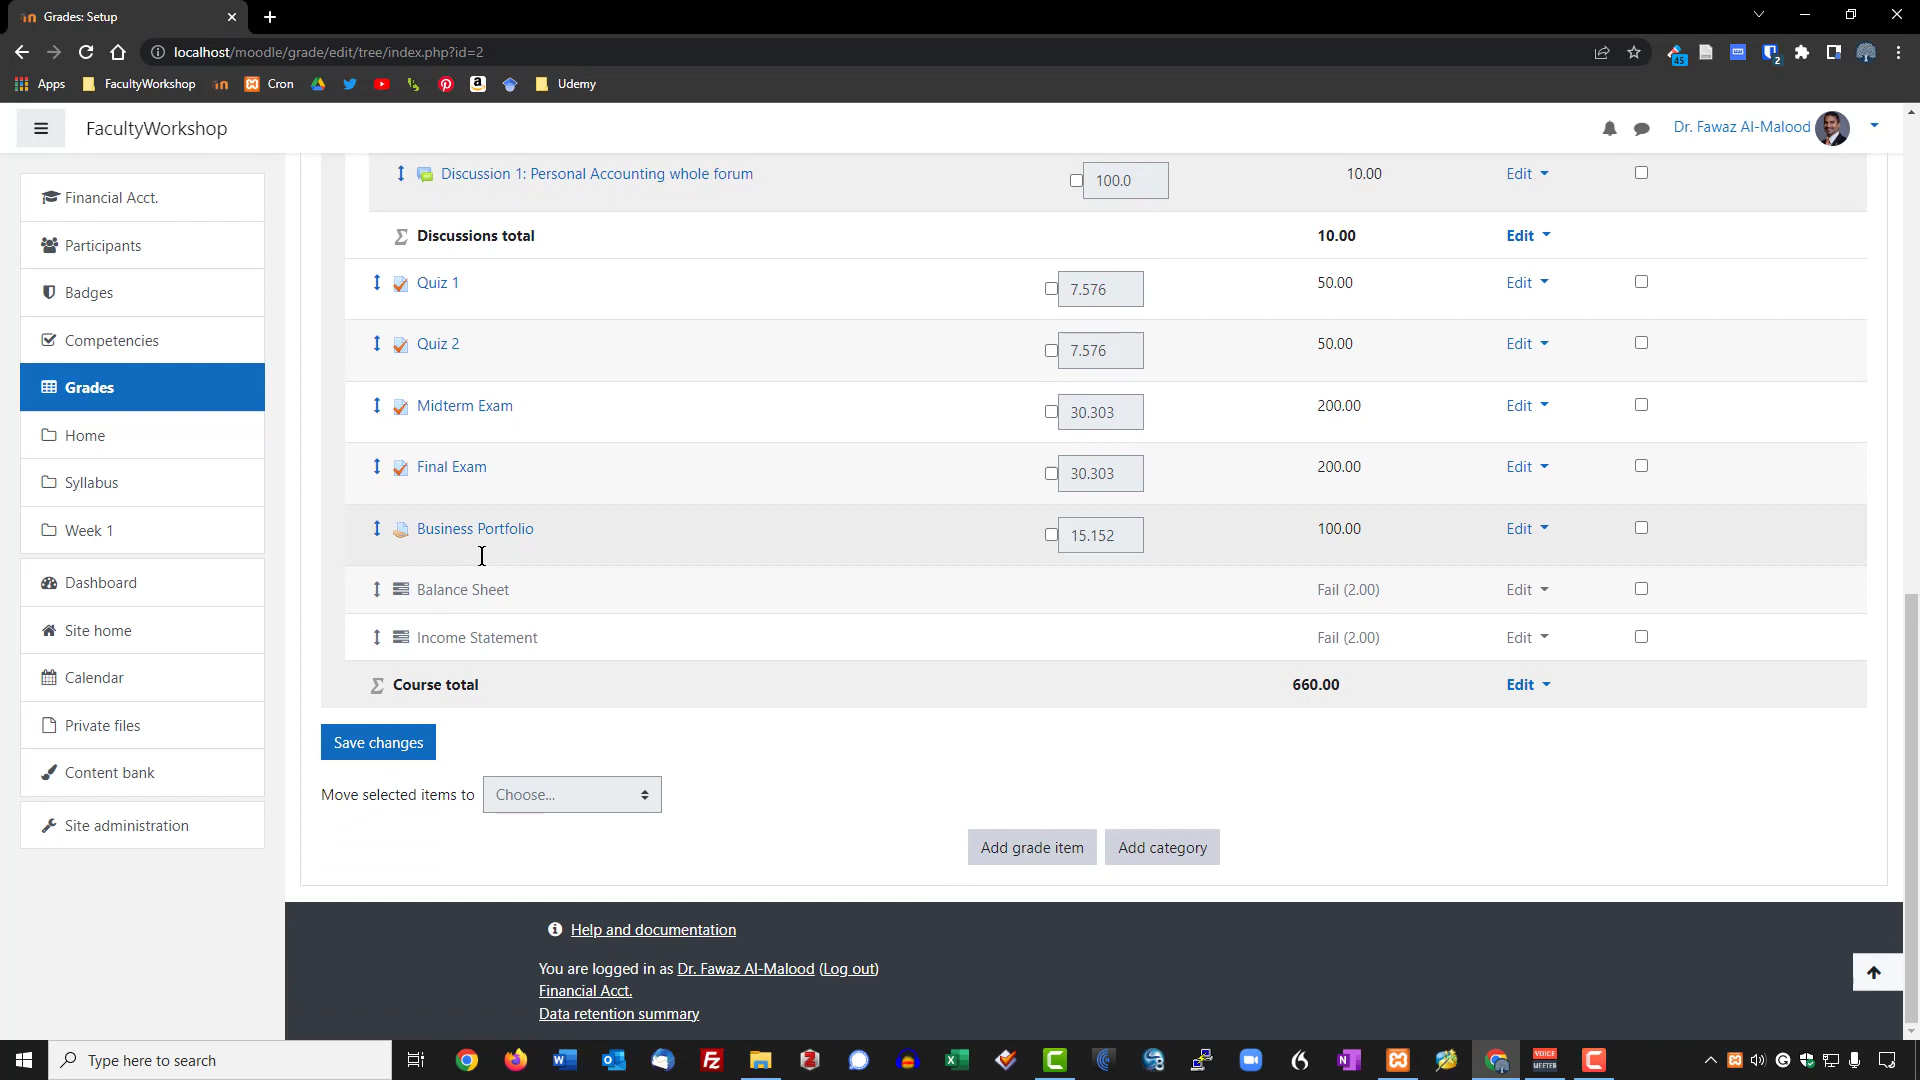 Grades: Setup
localhost/moodle/grade/edit/tree/index.php?id=2
45
2
Apps
FacultyWorkshop
Cron
Udemy
FacultyWorkshop
Dr. Fawaz Al-Malood
Financial Acct.
Participants
Badges
Competencies
Grades
Home
Syllabus
Week 1
Dashboard
Site home
Calendar
Private files
Content bank
Site administration
Discussion 1: Personal Accounting whole forum 100.0 10.00 Edit
Discussions total 10.00 Edit
Quiz 1 7.576 50.00 Edit
Quiz 2 7.576 50.00 Edit
Midterm Exam 30.303 200.00 Edit
Final Exam 30.303 200.00 Edit
Business Portfolio 15.152 100.00 Edit
Balance Sheet Fail (2.00) Edit
Income Statement Fail (2.00) Edit
Course total 660.00 Edit
Save changes
Move selected items to Choose...
Add grade item Add category
Help and documentation
You are logged in as Dr. Fawaz Al-Malood (Log out)
Financial Acct.
Data retention summary
Type here to search
VOICE MEETER